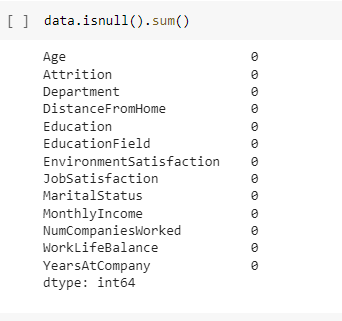 [ ] data.isnull().sum()
Age 0
Attrition 0
Department 0
DistanceFromHome 0
Education 0
EducationField 0
EnvironmentSatisfaction 0
JobSatisfaction 0
MaritalStatus 0
MonthlyIncome 0
NumCompaniesWorked 0
WorkLifeBalance 0
YearsAtCompany 0
dtype: int64